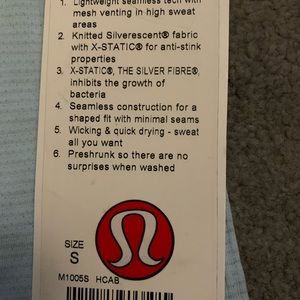 1. Lightweight seamless tech with
mesh venting in high sweat
areas
2. Knitted Silverescent® fabric
with X-STATIC® for anti-stink
properties
3. X-STATIC®, THE SILVER FIBRE®,
inhibits the growth of
bacteria
4. Seamless construction for a
shaped fit with minimal seams
5. Wicking & quick drying - sweat
all you want
6. Preshrunk so there are no
surprises when washed
SIZE
S
M1005S HCAB